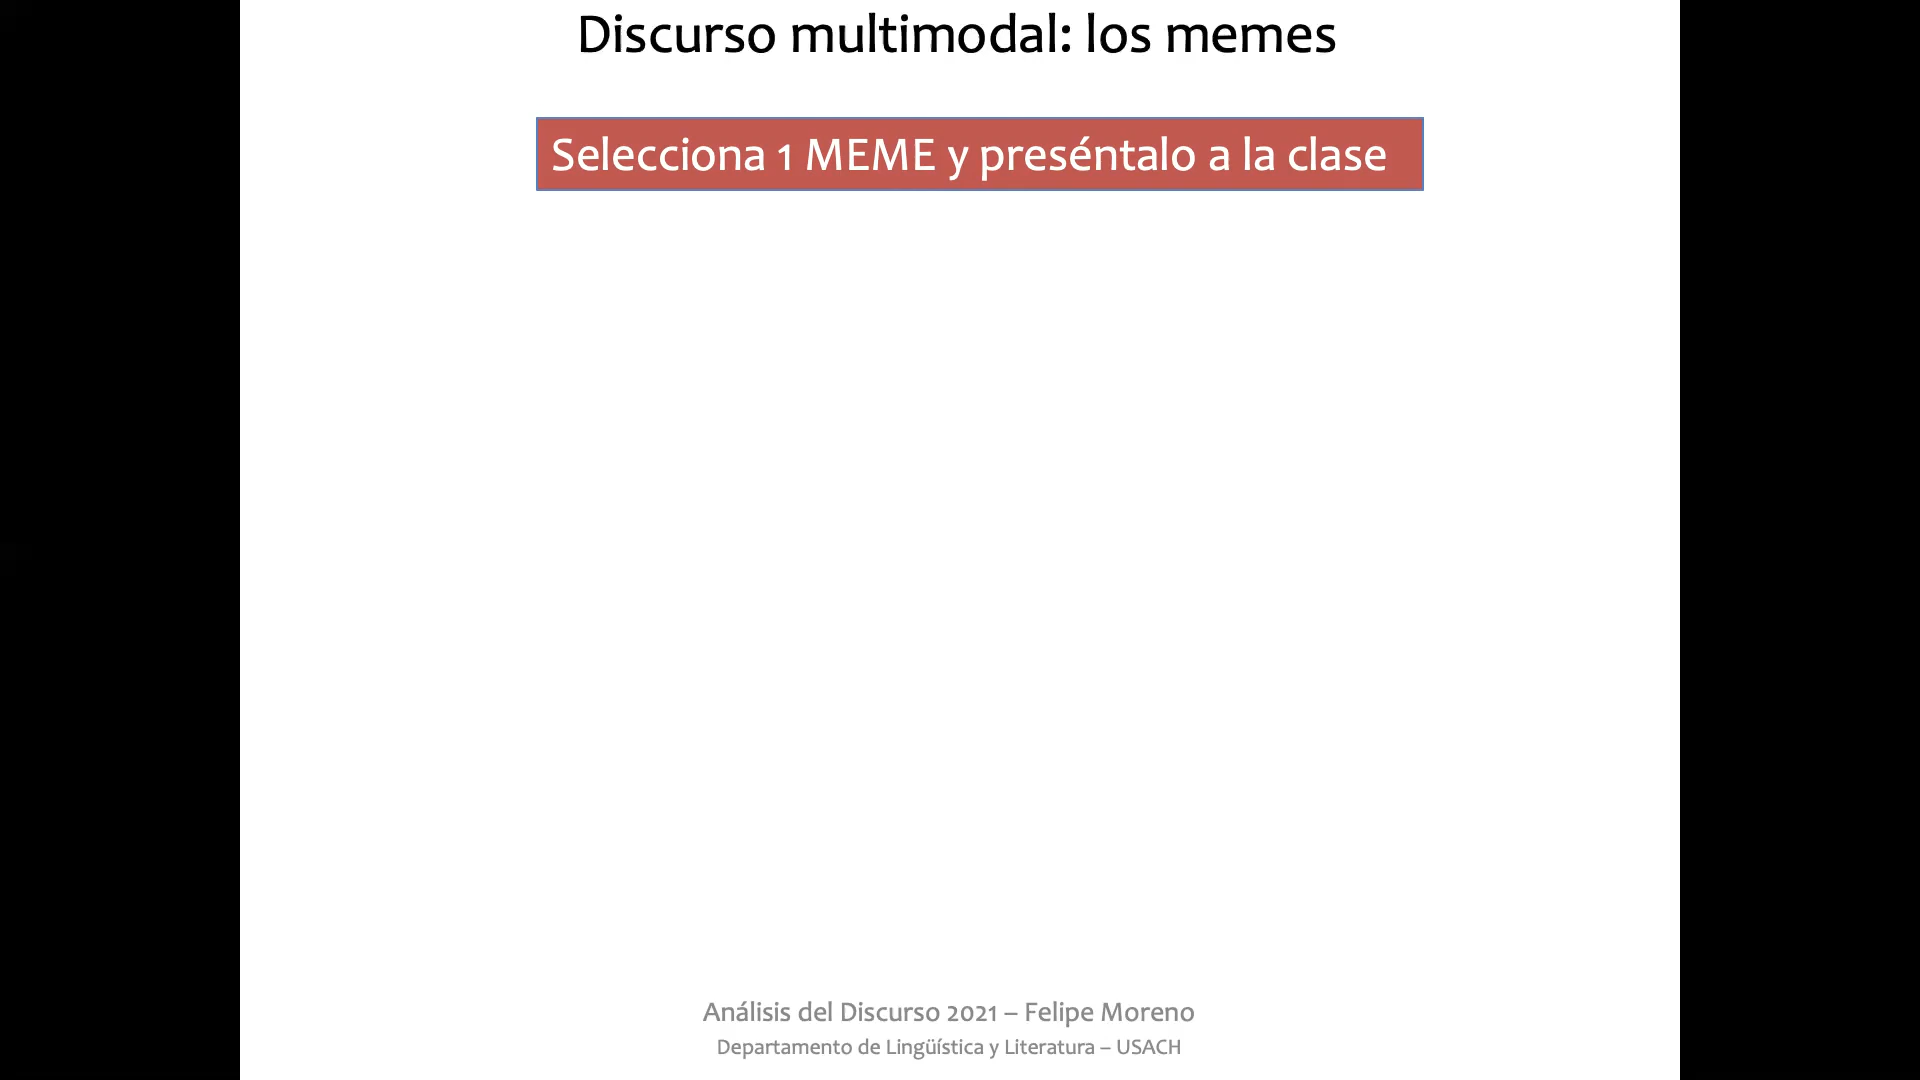 Discurso multimodal: los memes
Selecciona 1 MEME y preséntalo a la clase
Análisis del Discurso 2021 – Felipe Moreno
Departamento de Lingüística y Literatura – USACH